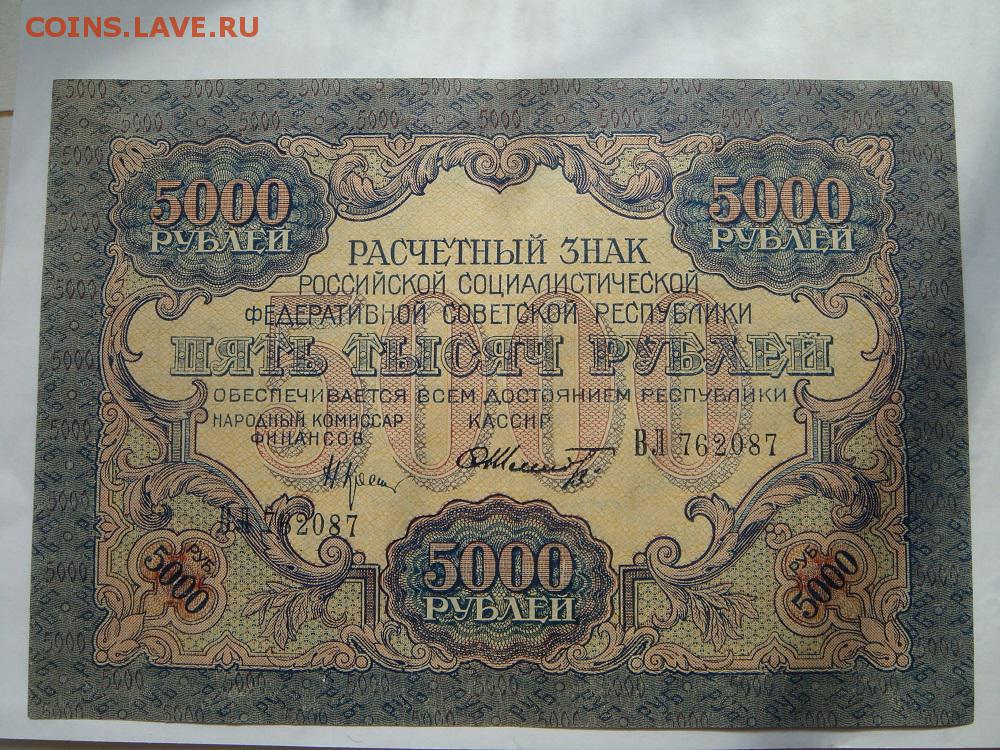 COINS.LAVE.RU
5000
РУБЛЕЙ
5000
РУБЛЕЙ
РАСЧЕТНЫЙ ЗНАК
РОССИЙСКОЙ СОЦИАЛИСТИЧЕСКОЙ
ФЕДЕРАТИВНОЙ СОВЕТСКОЙ РЕСПУБЛИКИ
5000
ПЯТЬ ТЫСЯЧ РУБЛЕЙ
ОБЕСПЕЧИВАЕТСЯ ВСЕМ ДОСТОЯНИЕМ РЕСПУБЛИКИ
НАРОДНЫЙ КОМИССАР
ФИНАНСОВ
КАССИР
ВЛ 762087
ВЛ 762087
5000
РУБЛЕЙ
РУБ.
5000
РУБ.
5000